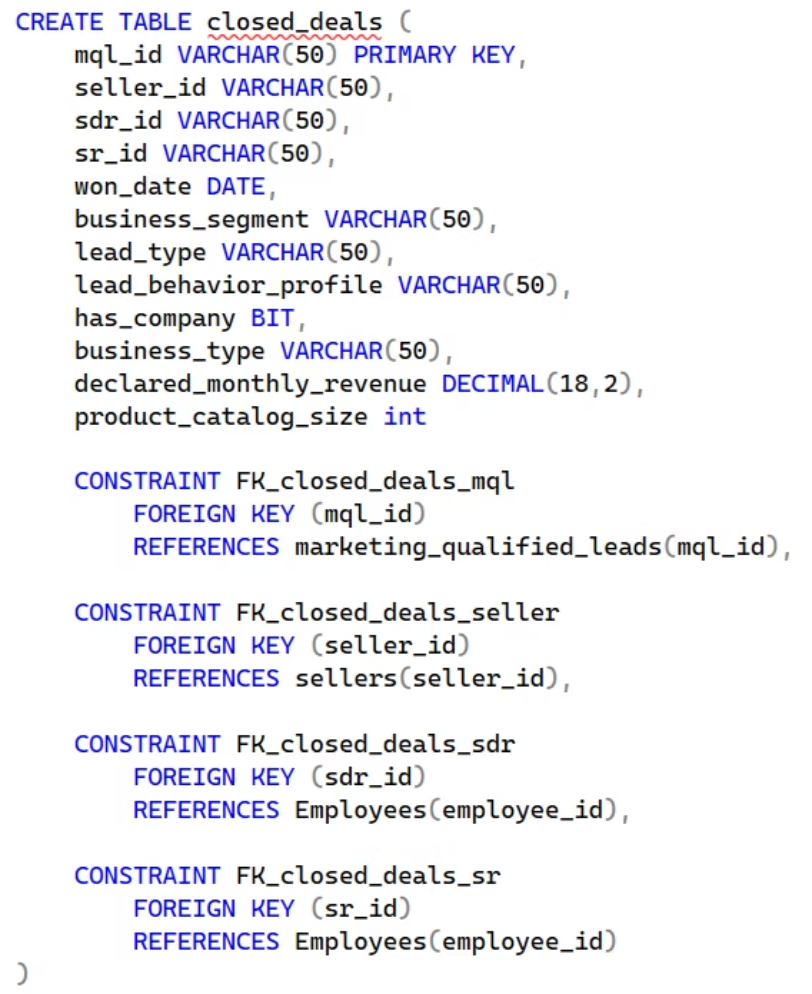 CREATE TABLE closed_deals (
    mql_id VARCHAR(50) PRIMARY KEY,
    seller_id VARCHAR(50),
    sdr_id VARCHAR(50),
    sr_id VARCHAR(50),
    won_date DATE,
    business_segment VARCHAR(50),
    lead_type VARCHAR(50),
    lead_behavior_profile VARCHAR(50),
    has_company BIT,
    business_type VARCHAR(50),
    declared_monthly_revenue DECIMAL(18,2),
    product_catalog_size int

    CONSTRAINT FK_closed_deals_mql
        FOREIGN KEY (mql_id)
        REFERENCES marketing_qualified_leads(mql_id),

    CONSTRAINT FK_closed_deals_seller
        FOREIGN KEY (seller_id)
        REFERENCES sellers(seller_id),

    CONSTRAINT FK_closed_deals_sdr
        FOREIGN KEY (sdr_id)
        REFERENCES Employees(employee_id),

    CONSTRAINT FK_closed_deals_sr
        FOREIGN KEY (sr_id)
        REFERENCES Employees(employee_id)
)